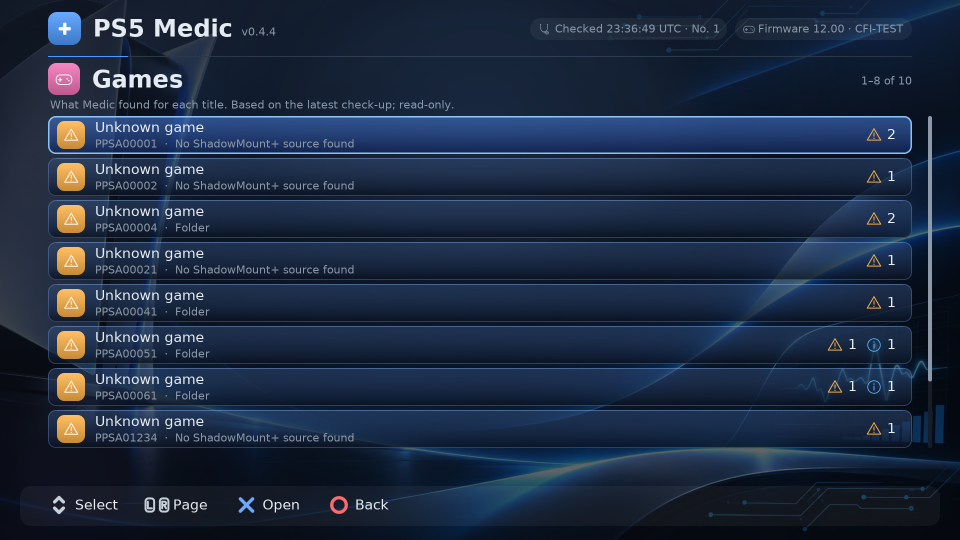 PS5 Medic v0.4.4
Checked 23:36:49 UTC · No. 1
Firmware 12.00 · CFI-TEST
Games
1–8 of 10
What Medic found for each title. Based on the latest check-up; read-only.
Unknown game
PPSA00001 · No ShadowMount+ source found
2
Unknown game
PPSA00002 · No ShadowMount+ source found
1
Unknown game
PPSA00004 · Folder
2
Unknown game
PPSA00021 · No ShadowMount+ source found
1
Unknown game
PPSA00041 · Folder
1
Unknown game
PPSA00051 · Folder
1 1
Unknown game
PPSA00061 · Folder
1 1
Unknown game
PPSA01234 · No ShadowMount+ source found
1
Select L R Page Open Back